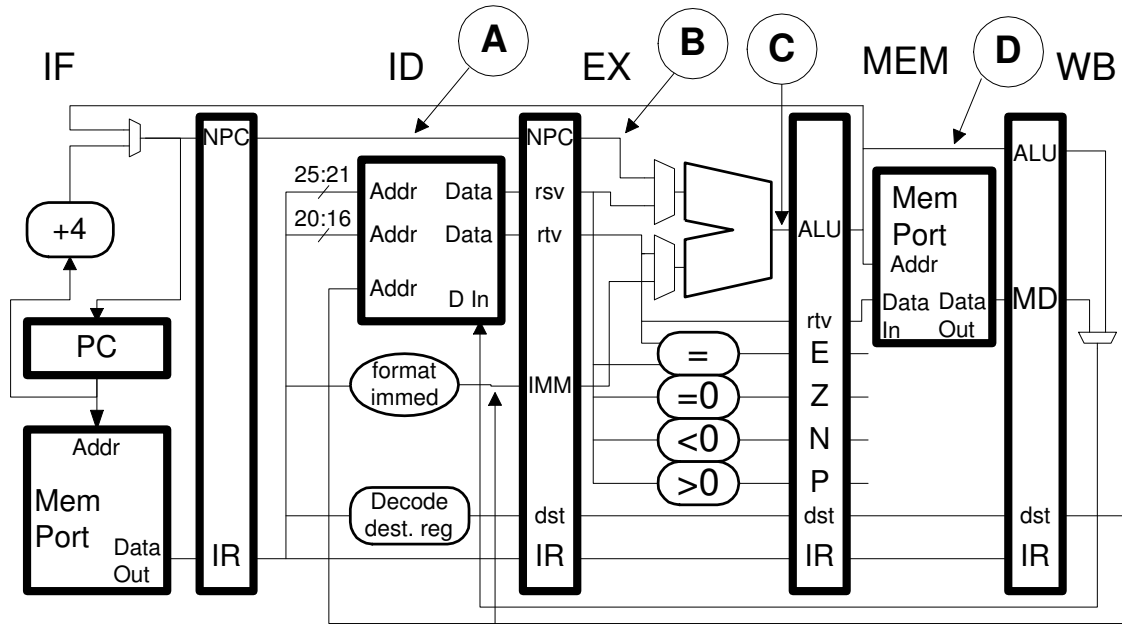 IF
ID
A
EX
B
C
MEM
D
WB
NPC
NPC
ALU
25:21
Addr
Data
rsv
20:16
Addr
Data
rtv
Addr
D In
+4
PC
Addr
Mem
Port
Data
Out
IR
format
immed
IMM
Decode
dest. reg
dst
IR
=
=0
<0
>0
ALU
rtv
E
Z
N
P
dst
IR
Mem
Port
Addr
Data
In
Data
Out
MD
dst
IR